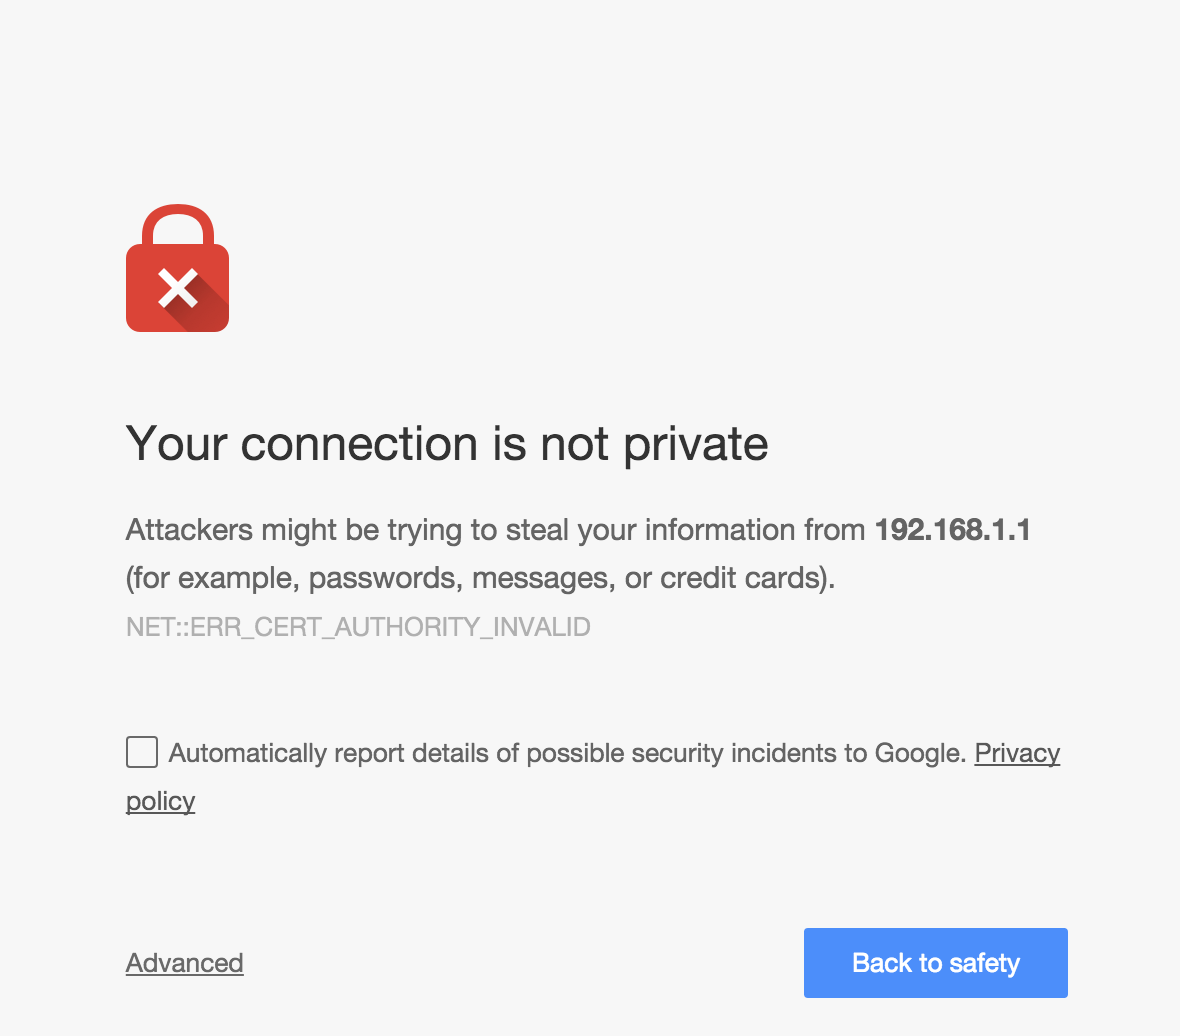 Your connection is not private
Attackers might be trying to steal your information from 192.168.1.1
(for example, passwords, messages, or credit cards).
NET::ERR_CERT_AUTHORITY_INVALID
Automatically report details of possible security incidents to Google. Privacy
policy
Advanced
Back to safety